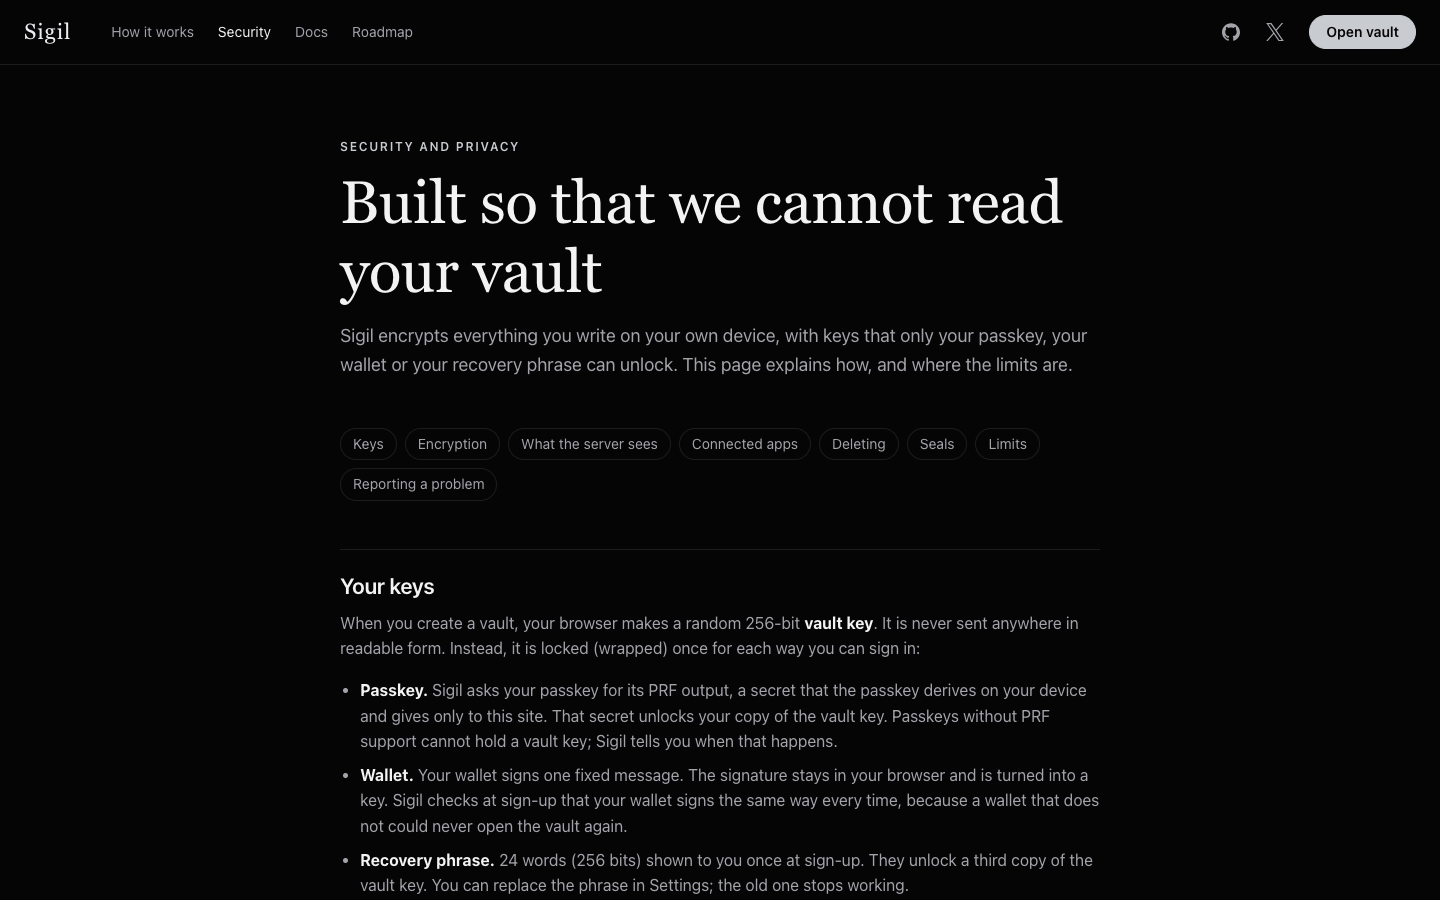 Sigil
How it works
Security
Docs
Roadmap
Open vault
SECURITY AND PRIVACY
Built so that we cannot read
your vault
Sigil encrypts everything you write on your own device, with keys that only your passkey, your
wallet or your recovery phrase can unlock. This page explains how, and where the limits are.
Keys
Encryption
What the server sees
Connected apps
Deleting
Seals
Limits
Reporting a problem
Your keys
When you create a vault, your browser makes a random 256-bit vault key. It is never sent anywhere in
readable form. Instead, it is locked (wrapped) once for each way you can sign in:
• Passkey. Sigil asks your passkey for its PRF output, a secret that the passkey derives on your device
and gives only to this site. That secret unlocks your copy of the vault key. Passkeys without PRF
support cannot hold a vault key; Sigil tells you when that happens.
• Wallet. Your wallet signs one fixed message. The signature stays in your browser and is turned into a
key. Sigil checks at sign-up that your wallet signs the same way every time, because a wallet that does
not could never open the vault again.
• Recovery phrase. 24 words (256 bits) shown to you once at sign-up. They unlock a third copy of the
vault key. You can replace the phrase in Settings; the old one stops working.